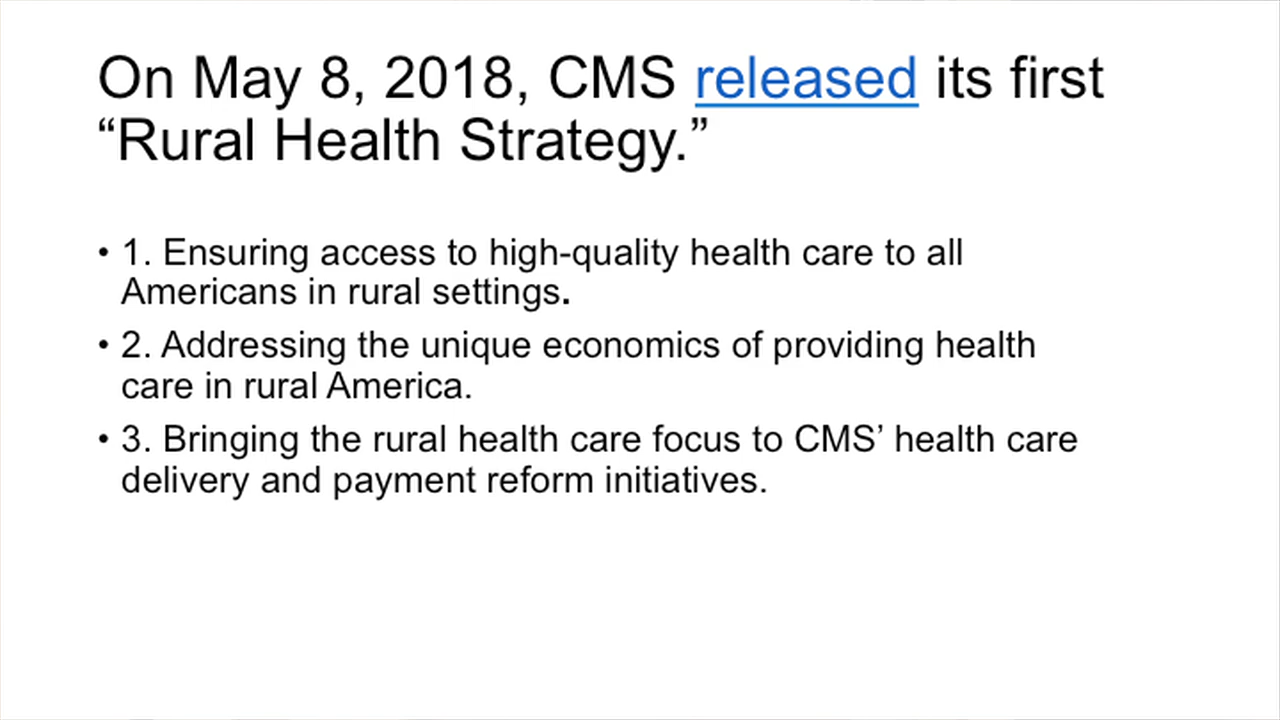 On May 8, 2018, CMS released its first
“Rural Health Strategy.”
• 1. Ensuring access to high-quality health care to all
Americans in rural settings.
• 2. Addressing the unique economics of providing health
care in rural America.
• 3. Bringing the rural health care focus to CMS’ health care
delivery and payment reform initiatives.